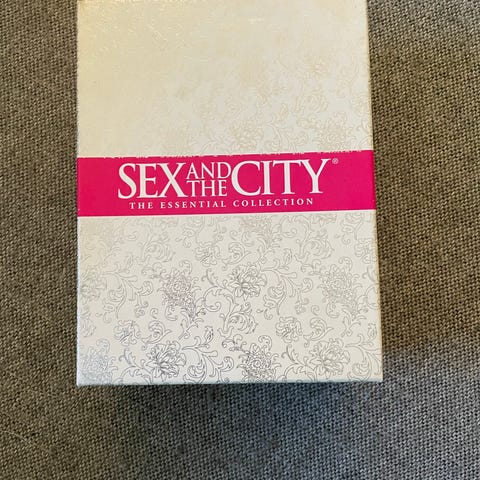 SEX AND THE CITY®
THE ESSENTIAL COLLECTION